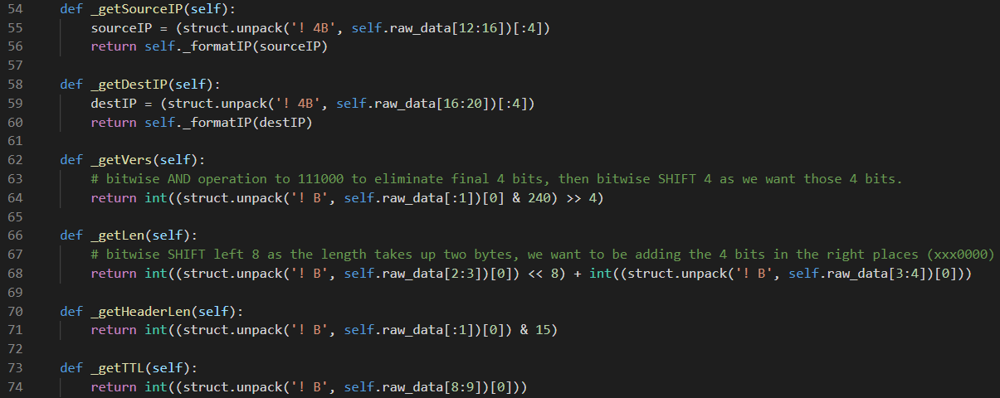 54 def _getSourceIP(self):
55 sourceIP = (struct.unpack('! 4B', self.raw_data[12:16])[:4])
56 return self._formatIP(sourceIP)
57
58 def _getDestIP(self):
59 destIP = (struct.unpack('! 4B', self.raw_data[16:20])[:4])
60 return self._formatIP(destIP)
61
62 def _getVers(self):
63 # bitwise AND operation to 111000 to eliminate final 4 bits, then bitwise SHIFT 4 as we want those 4 bits.
64 return int((struct.unpack('! B', self.raw_data[:1])[0] & 240) >> 4)
65
66 def _getLen(self):
67 # bitwise SHIFT left 8 as the length takes up two bytes, we want to be adding the 4 bits in the right places (xxx0000)
68 return int((struct.unpack('! B', self.raw_data[2:3])[0]) << 8) + int((struct.unpack('! B', self.raw_data[3:4])[0]))
69
70 def _getHeaderLen(self):
71 return int((struct.unpack('! B', self.raw_data[:1])[0]) & 15)
72
73 def _getTTL(self):
74 return int((struct.unpack('! B', self.raw_data[8:9])[0]))